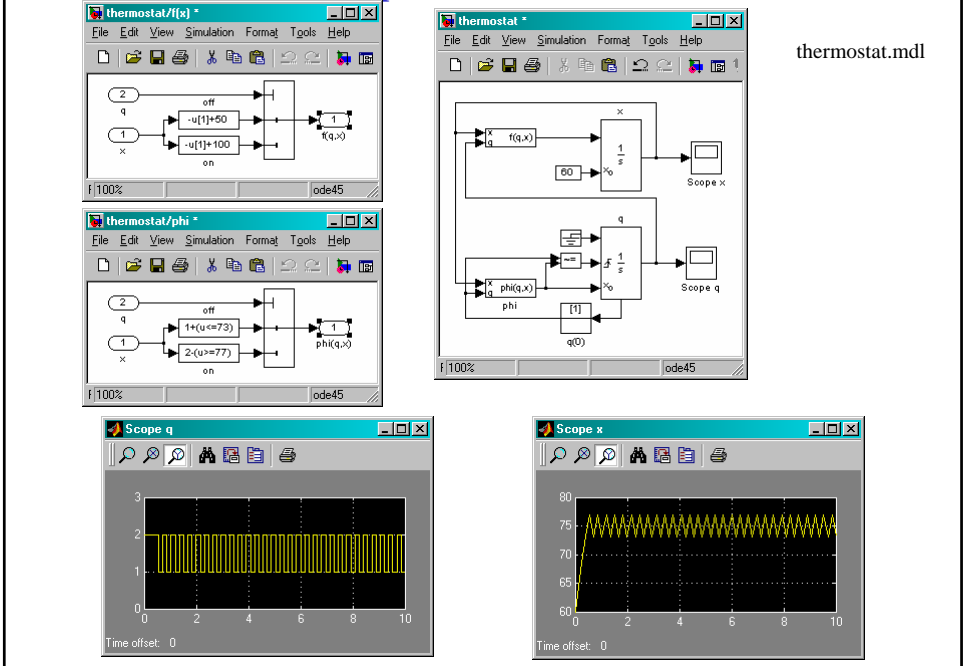 thermostat/f(x) *
File Edit View Simulation Format Tools Help
2
q
off
-u[1]+50
1
f(q,x)
1
x
-u[1]+100
on
100%
ode45
thermostat *
File Edit View Simulation Format Tools Help
x
x
q
f(q,x)
1
s
60
xo
Scope x
q
~=
1
s
x
q
phi(q,x)
xo
phi
Scope q
[1]
q(0)
100%
ode45
thermostat.mdl
thermostat/phi *
File Edit View Simulation Format Tools Help
2
q
off
1+(u<=73)
1
phi(q,x)
1
x
2-(u>=77)
on
100%
ode45
Scope q
3
2
1
0
0 2 4 6 8 10
Time offset: 0
Scope x
80
75
70
65
60
0 2 4 6 8 10
Time offset: 0